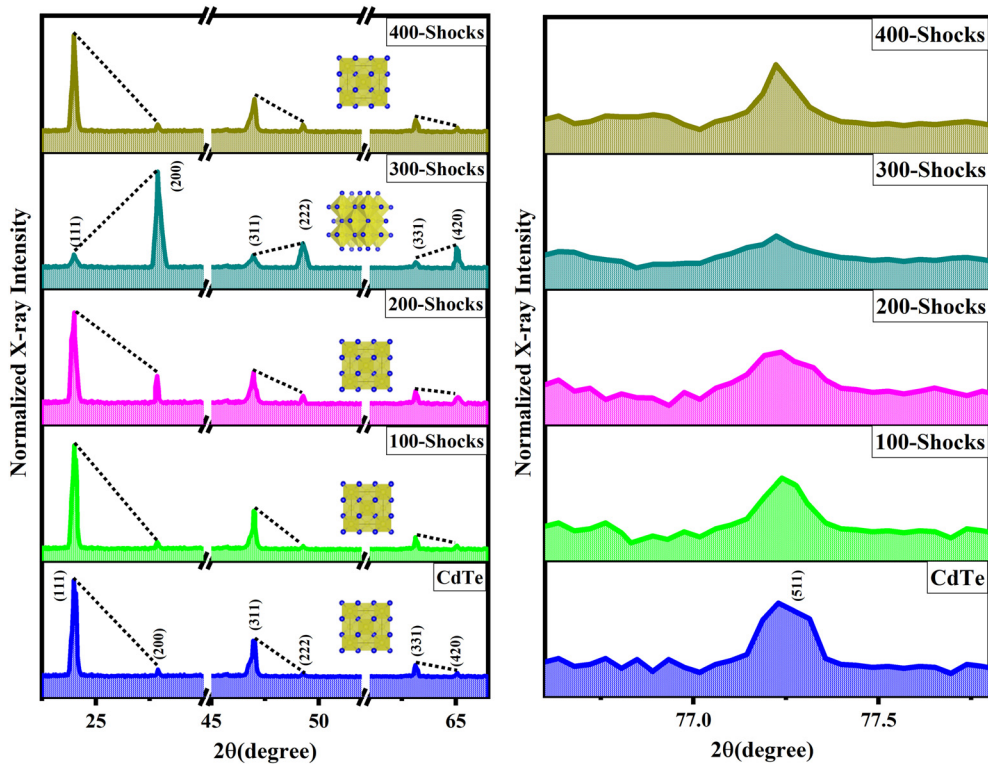 400-Shocks
300-Shocks
(111)
(200)
(311)
(222)
(331)
(420)
200-Shocks
100-Shocks
CdTe
(111)
(200)
(311)
(222)
(331)
(420)
Normalized X-ray Intensity
25
45
50
65
2θ(degree)
400-Shocks
300-Shocks
200-Shocks
100-Shocks
CdTe
(511)
Normalized X-ray Intensity
77.0
77.5
2θ(degree)